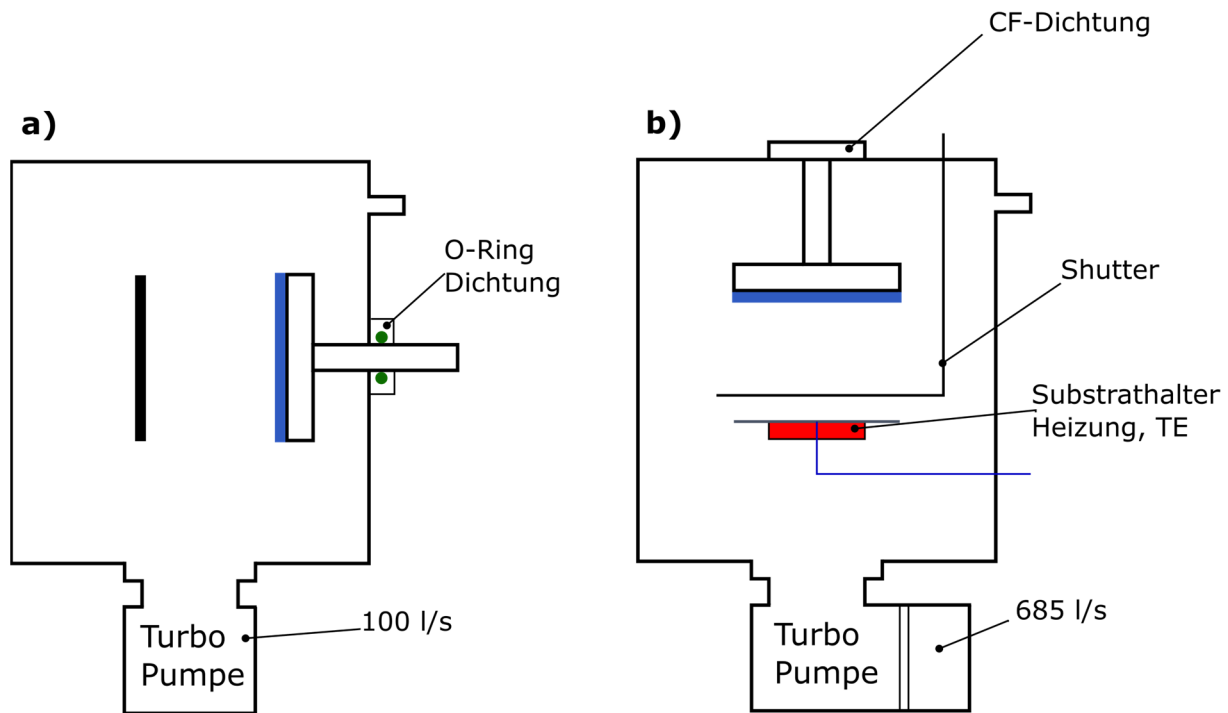 CF-Dichtung
a)
b)
O-Ring
Dichtung
Shutter
Substrathalter
Heizung, TE
100 l/s
685 l/s
Turbo
Pumpe
Turbo
Pumpe